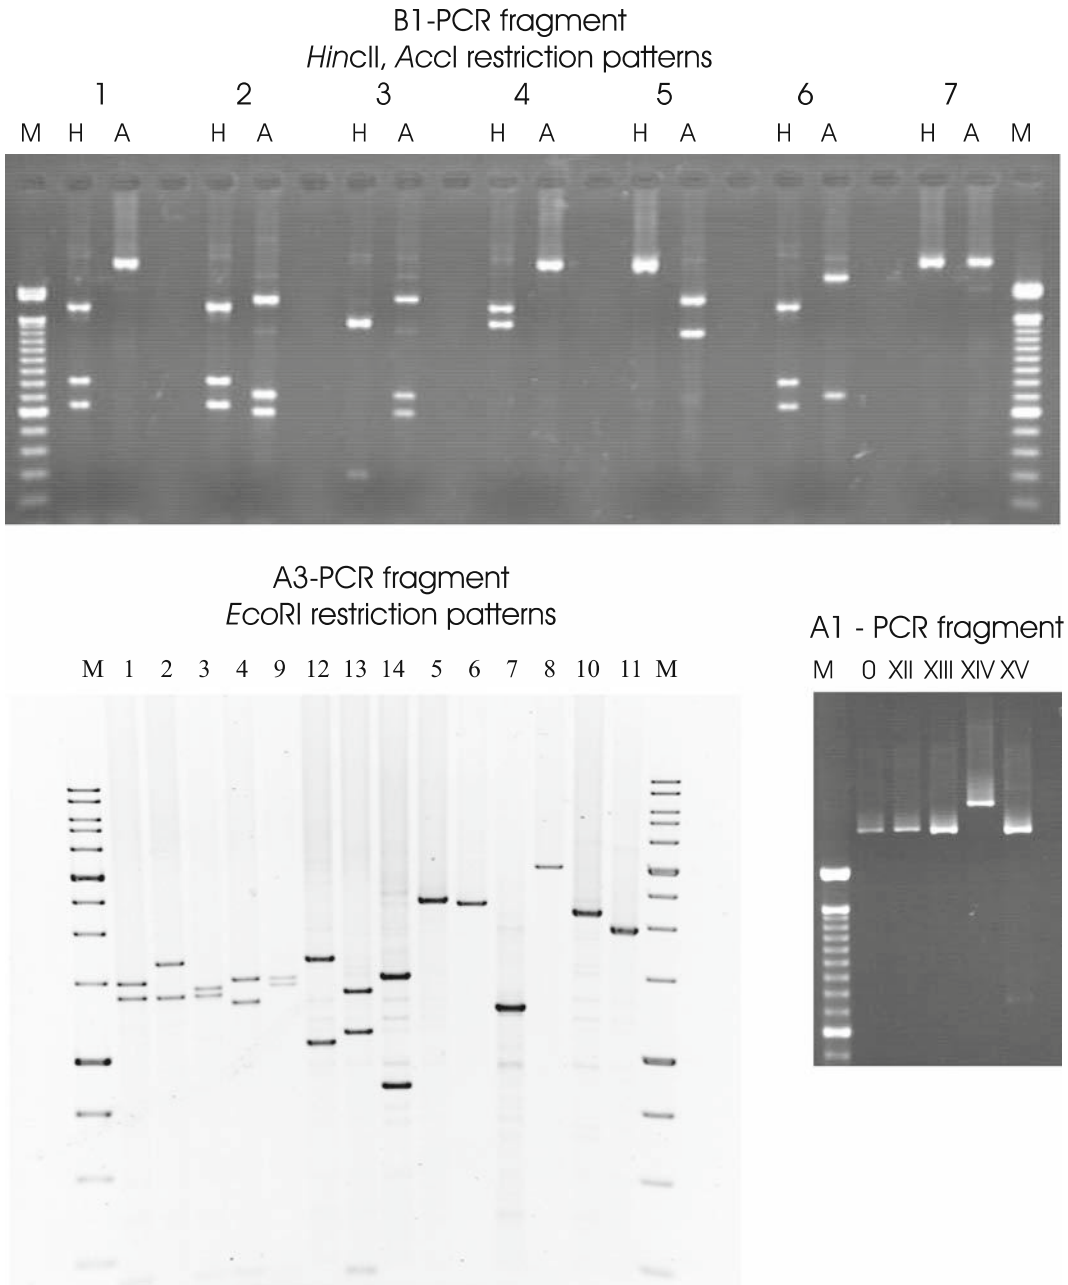 B1-PCR fragment
HincII, AccI restriction patterns
1 2 3 4 5 6 7
M H A H A H A H A H A H A H A M
A3-PCR fragment
EcoRI restriction patterns
M 1 2 3 4 9 12 13 14 5 6 7 8 10 11 M
A1 - PCR fragment
M 0 XII XIII XIV XV